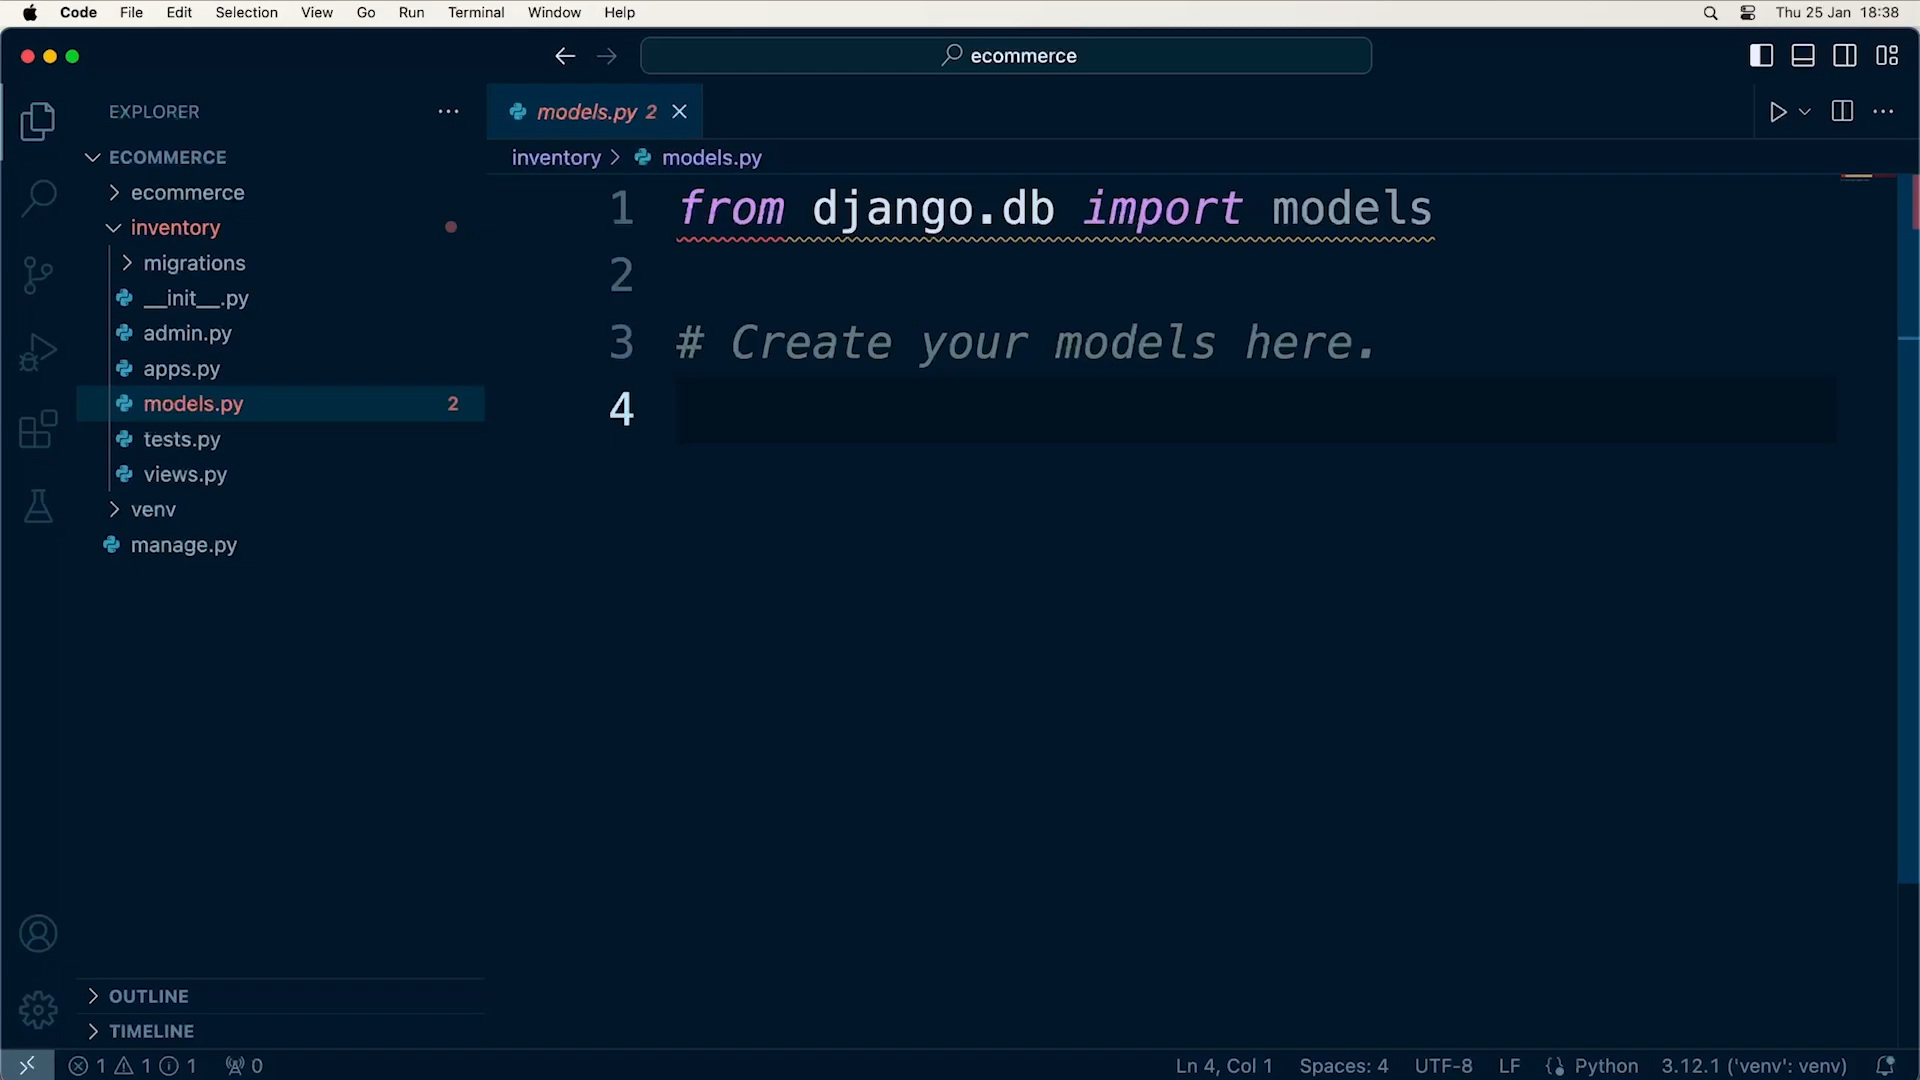 Code File Edit Selection View Go Run Terminal Window Help Thu 25 Jan 18:38
ecommerce
EXPLORER
models.py 2
ECOMMERCE
inventory > models.py
ecommerce
inventory
migrations
__init__.py
admin.py
apps.py
models.py 2
tests.py
views.py
venv
manage.py
1 from django.db import models
2
3 # Create your models here.
4
OUTLINE
TIMELINE
1 1 1 0 Ln 4, Col 1 Spaces: 4 UTF-8 LF Python 3.12.1 ('venv': venv)